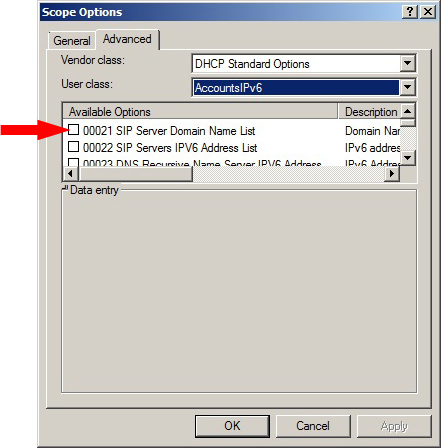 Scope Options
General Advanced
Vendor class: DHCP Standard Options
User class: AccountsIPv6
Available Options Description
00021 SIP Server Domain Name List Domain Nar
00022 SIP Servers IPV6 Address List IPv6 addres
00023 DNS Recursive Name Server IPV6 Address IPv6 addres
Data entry
OK Cancel Apply